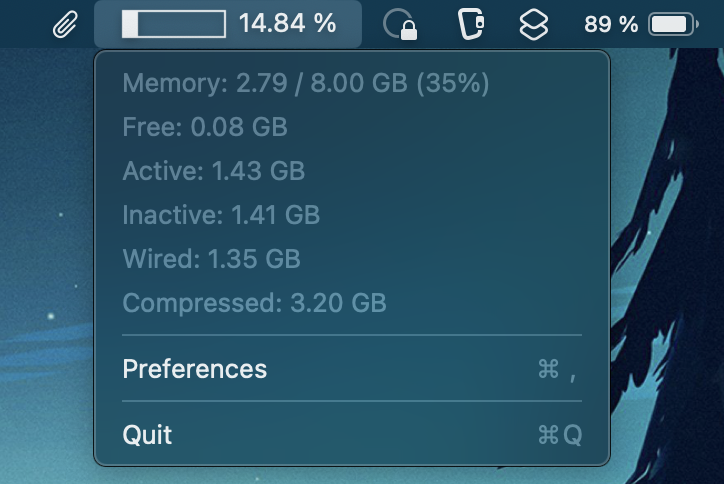 14.84 % 89 %
Memory: 2.79 / 8.00 GB (35%)
Free: 0.08 GB
Active: 1.43 GB
Inactive: 1.41 GB
Wired: 1.35 GB
Compressed: 3.20 GB
Preferences ⌘ ,
Quit ⌘Q